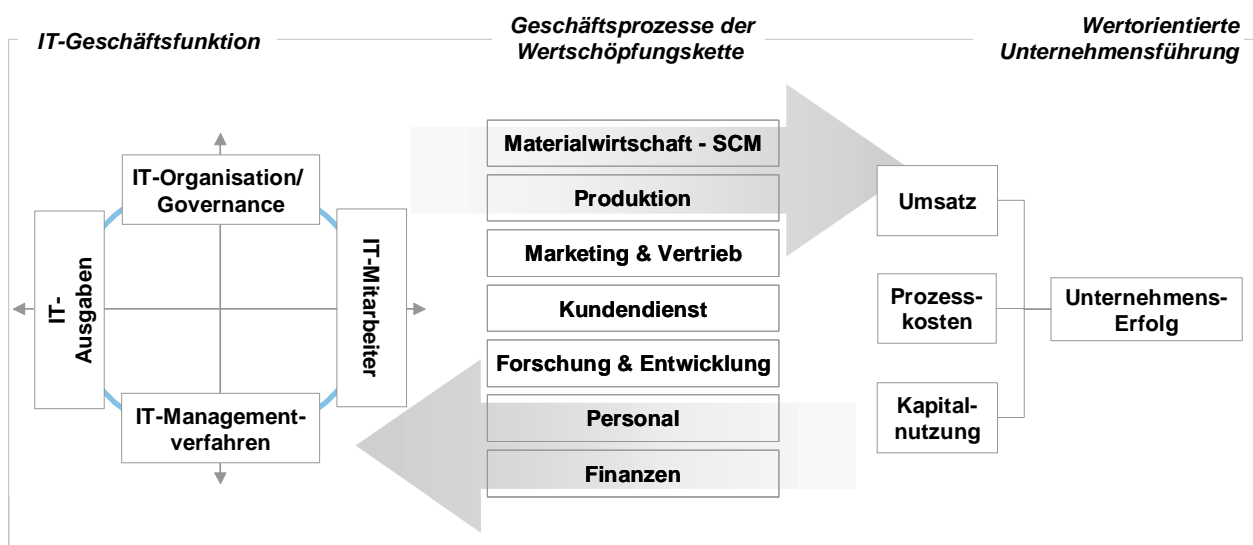 IT-Geschäftsfunktion
Geschäftsprozesse der
Wertschöpfungskette
Wertorientierte
Unternehmensführung
IT-Organisation/
Governance
IT-
Ausgaben
IT-Mitarbeiter
IT-Management-
verfahren
Materialwirtschaft - SCM
Produktion
Marketing & Vertrieb
Kundendienst
Forschung & Entwicklung
Personal
Finanzen
Umsatz
Prozess-
kosten
Kapital-
nutzung
Unternehmens-
Erfolg